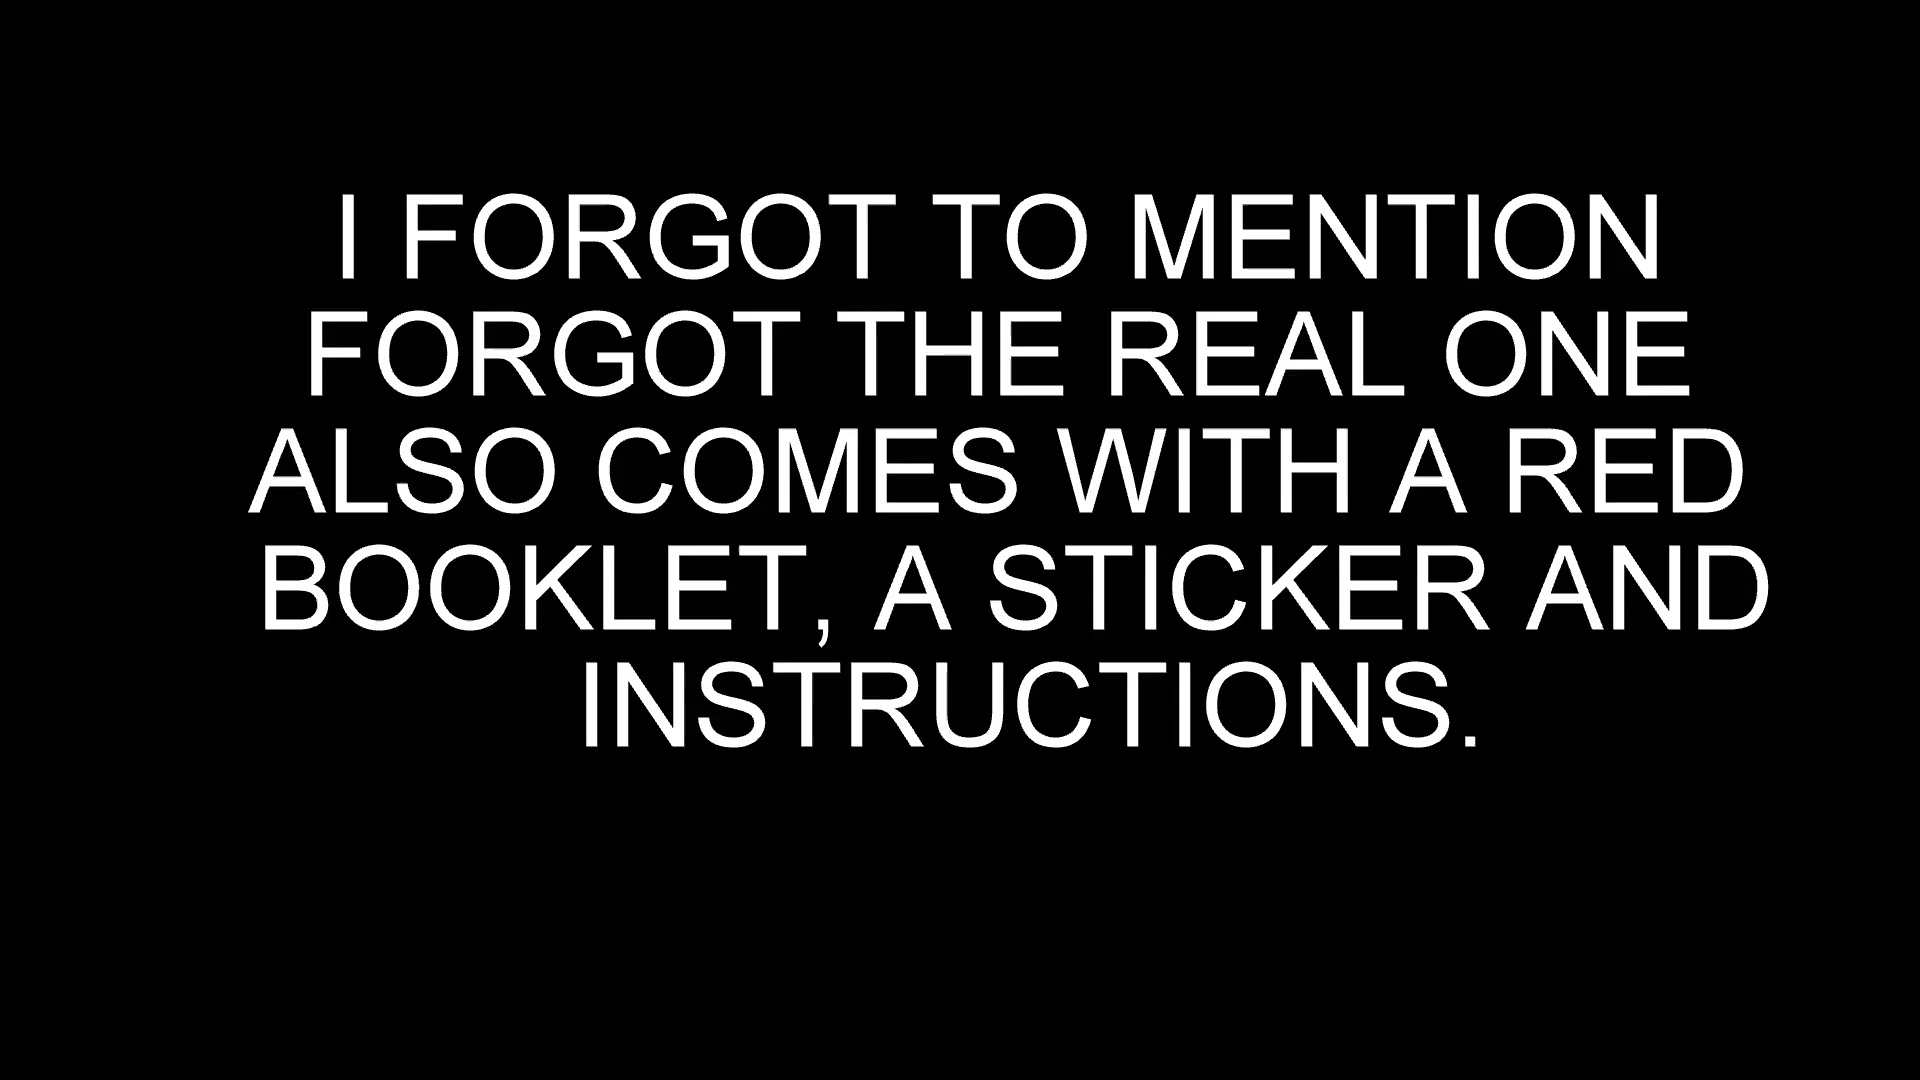 I FORGOT TO MENTION
FORGOT THE REAL ONE
ALSO COMES WITH A RED
BOOKLET, A STICKER AND
INSTRUCTIONS.